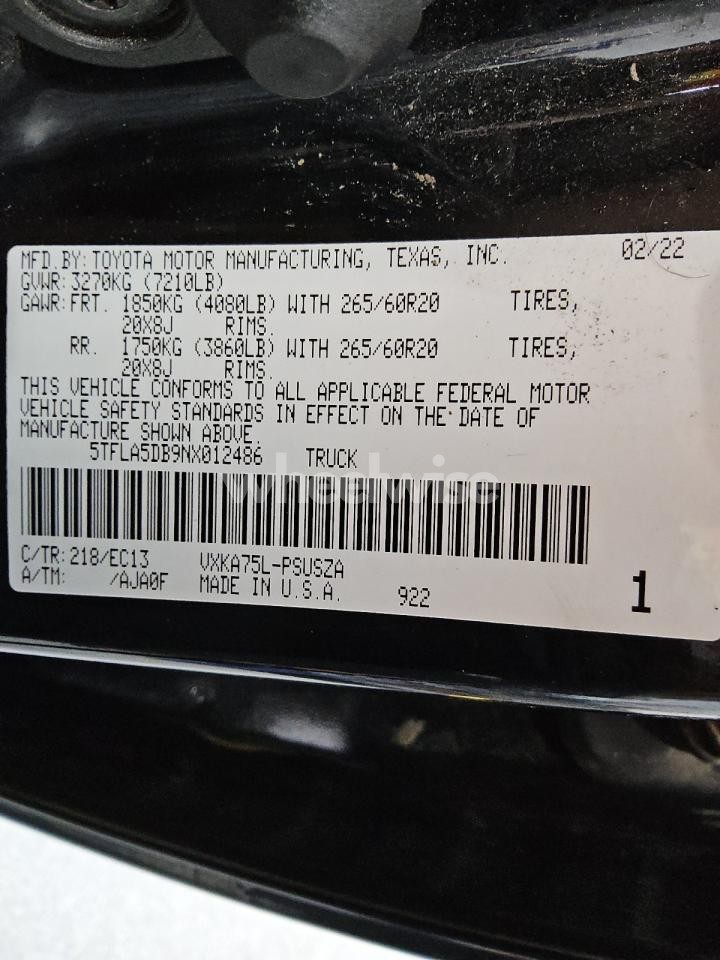 MFD.BY:TOYOTA MOTOR MANUFACTURING, TEXAS, INC. 02/22
GVWR:3270KG (7210LB)
GAWR:FRT. 1850KG (4080LB) WITH 265/60R20 TIRES,
20X8J RIMS.
RR. 1750KG (3860LB) WITH 265/60R20 TIRES,
20X8J RIMS.
THIS VEHICLE CONFORMS TO ALL APPLICABLE FEDERAL MOTOR
VEHICLE SAFETY STANDARDS IN EFFECT ON THE DATE OF
MANUFACTURE SHOWN ABOVE.
5TFLA5DB9NX012486 TRUCK
wheelwise
C/TR:218/EC13 VXKA75L-PSUSZA
A/TM: /AJA0F MADE IN U.S.A. 922 1